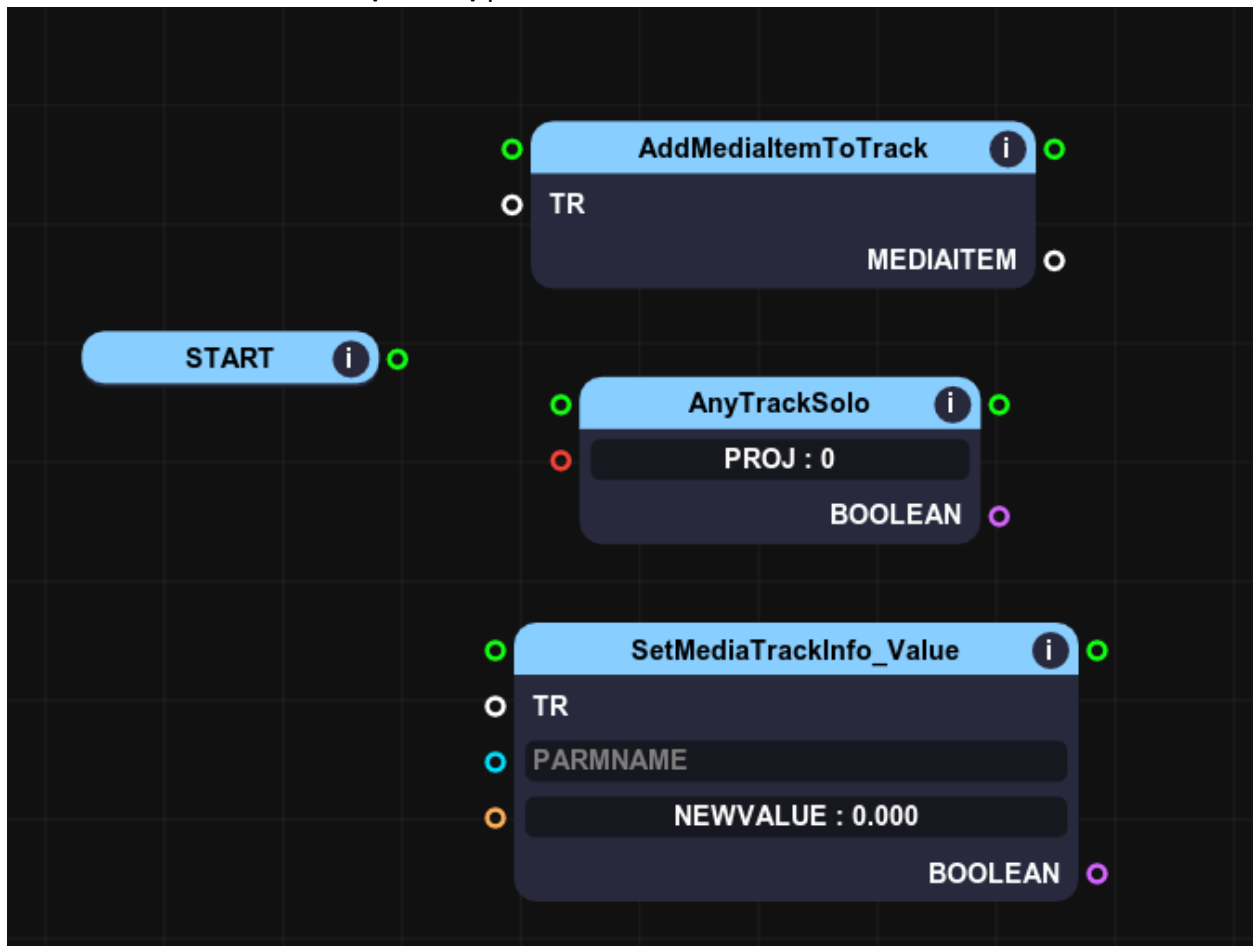 AddMediaItemToTrack i
TR
MEDIAITEM
START i
AnyTrackSolo i
PROJ : 0
BOOLEAN
SetMediaTrackInfo_Value i
TR
PARMNAME
NEWVALUE : 0.000
BOOLEAN